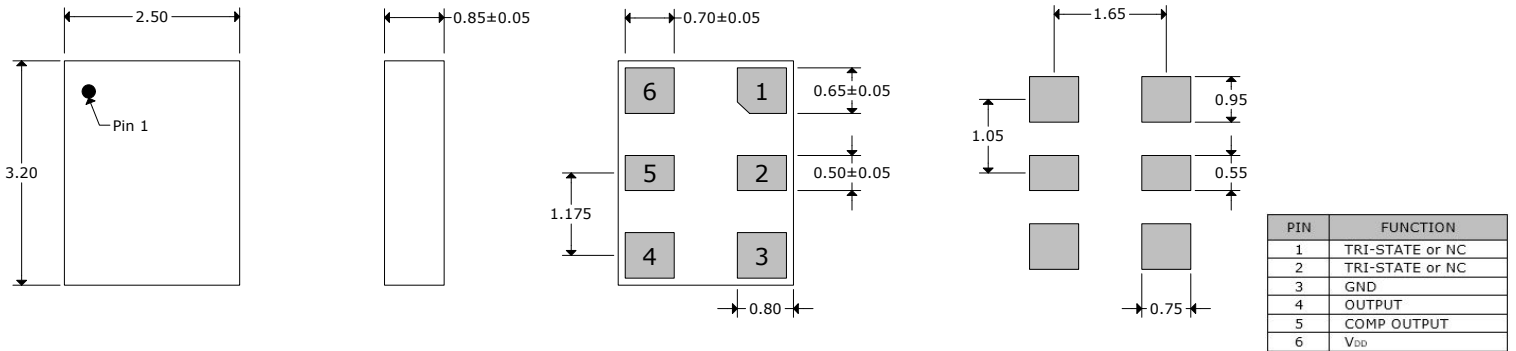 2.50
3.20
Pin 1
0.85±0.05
0.70±0.05
6
1
5
2
4
3
0.65±0.05
0.50±0.05
1.175
0.80
1.65
0.95
1.05
0.55
0.75
PIN FUNCTION
1 TRI-STATE or NC
2 TRI-STATE or NC
3 GND
4 OUTPUT
5 COMP OUTPUT
6 VDD